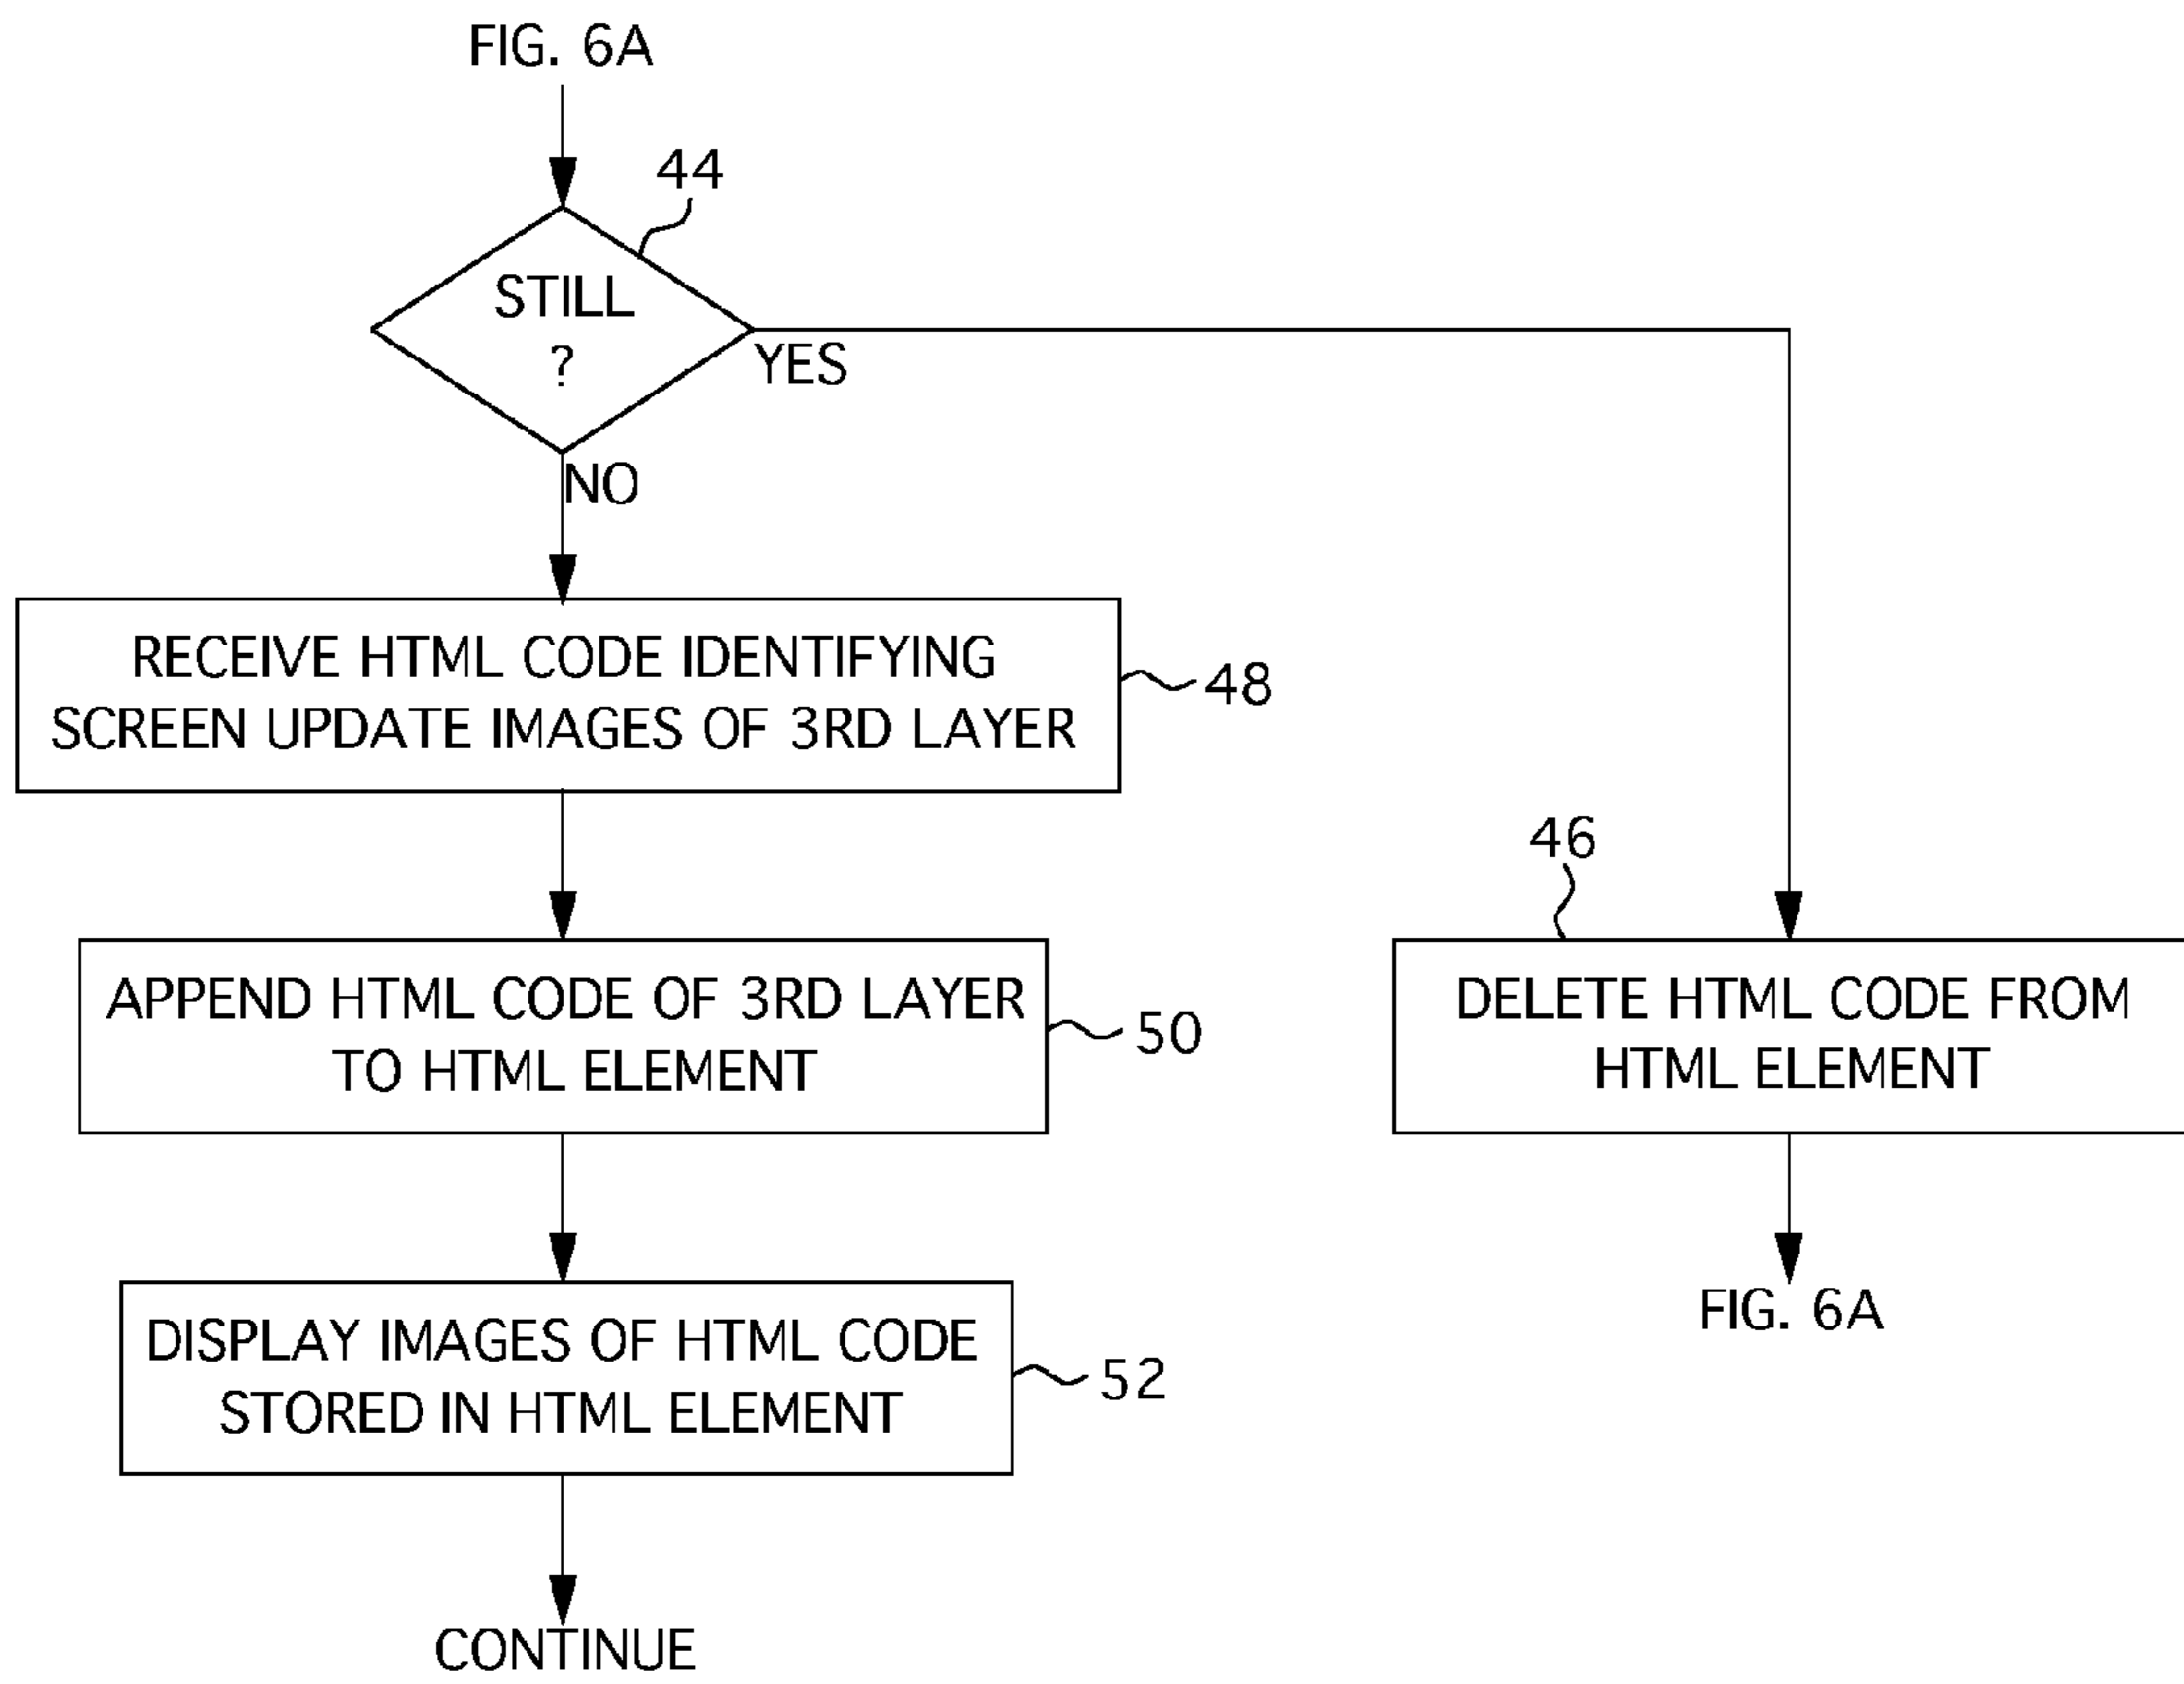 FIG. 6A
44
STILL
?
YES
NO
RECEIVE HTML CODE IDENTIFYING
SCREEN UPDATE IMAGES OF 3RD LAYER
48
46
APPEND HTML CODE OF 3RD LAYER
TO HTML ELEMENT
50
DELETE HTML CODE FROM
HTML ELEMENT
DISPLAY IMAGES OF HTML CODE
STORED IN HTML ELEMENT
52
FIG. 6A
CONTINUE